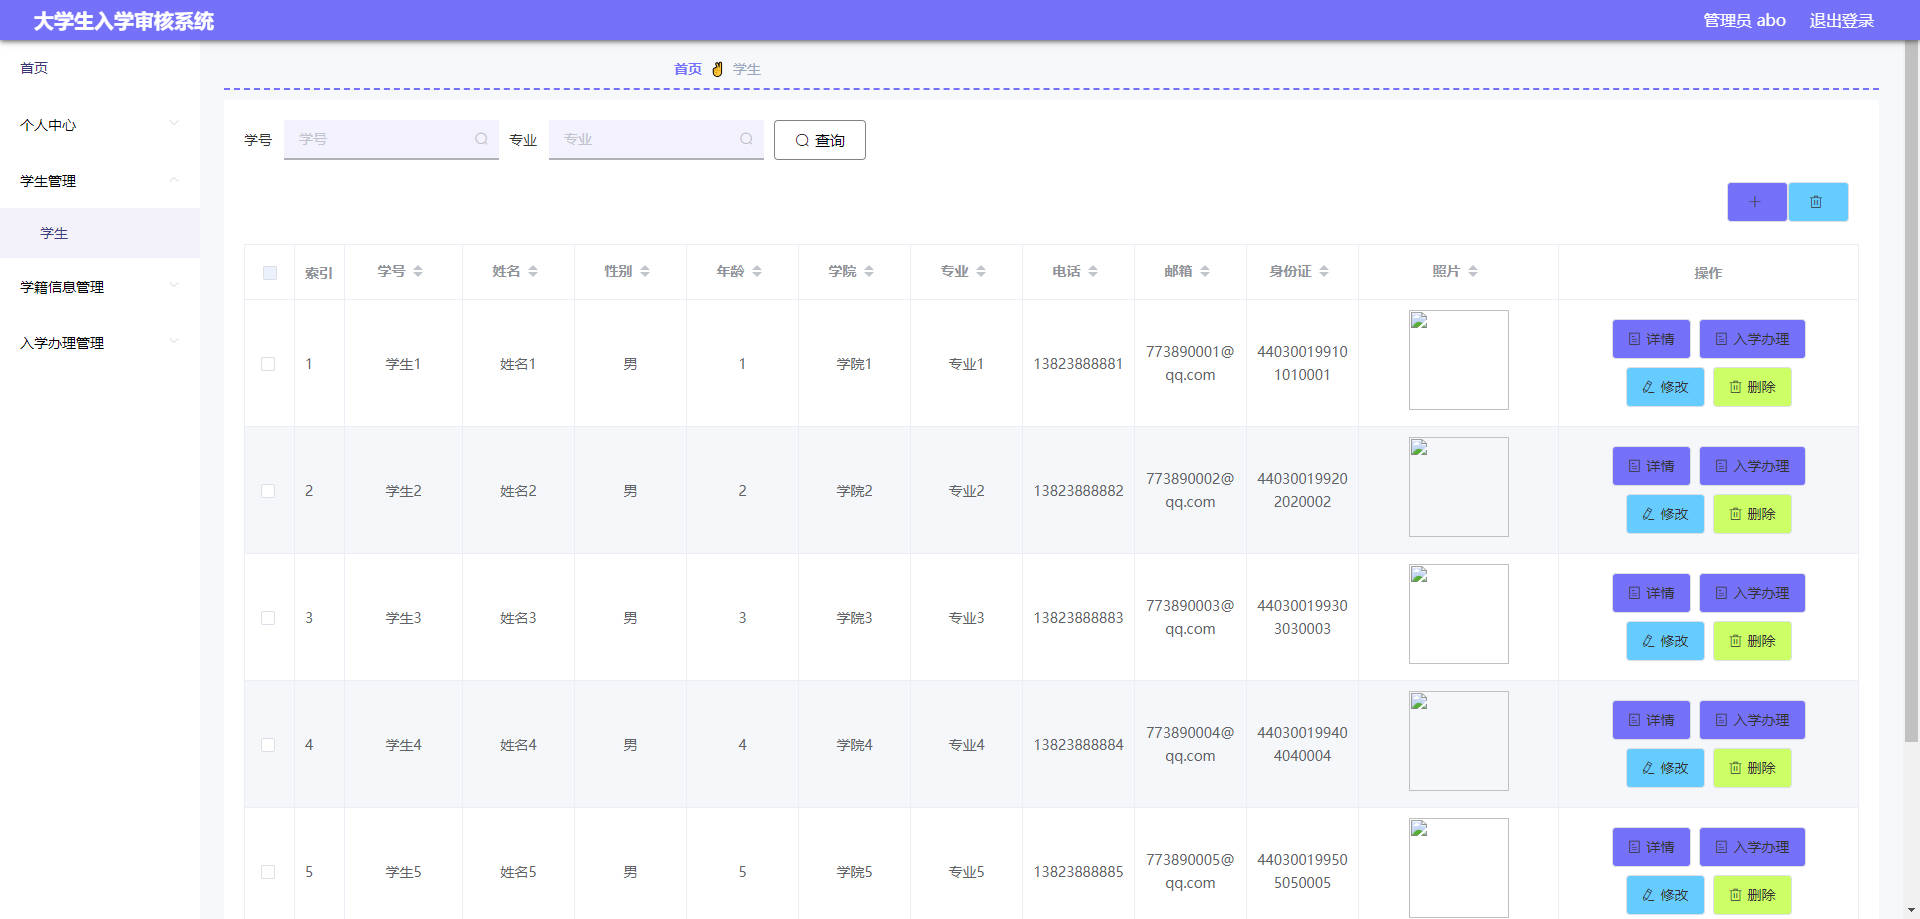 大学生入学审核系统
管理员 abo 退出登录
首页
个人中心
学生管理
学生
学籍信息管理
入学办理管理
首页 ✌ 学生
学号 学号 专业 专业 查询
索引 学号 姓名 性别 年龄 学院 专业 电话 邮箱 身份证 照片 操作
1 学生1 姓名1 男 1 学院1 专业1 13823888881 773890001@ 44030019910 详情 入学办理
qq.com 1010001 修改 删除
2 学生2 姓名2 男 2 学院2 专业2 13823888882 773890002@ 44030019920 详情 入学办理
qq.com 2020002 修改 删除
3 学生3 姓名3 男 3 学院3 专业3 13823888883 773890003@ 44030019930 详情 入学办理
qq.com 3030003 修改 删除
4 学生4 姓名4 男 4 学院4 专业4 13823888884 773890004@ 44030019940 详情 入学办理
qq.com 4040004 修改 删除
5 学生5 姓名5 男 5 学院5 专业5 13823888885 773890005@ 44030019950 详情 入学办理
qq.com 5050005 修改 删除